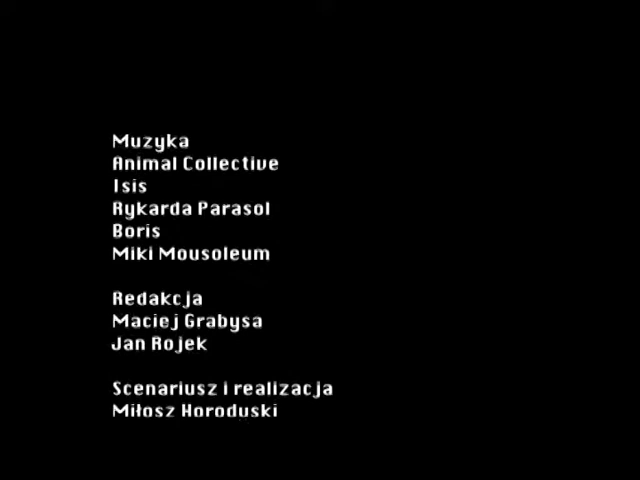 Muzyka
Animal Collective
Isis
Rykarda Parasol
Boris
Miki Mousoleum
Redakcja
Maciej Grabysa
Jan Rojek
Scenariusz i realizacja
Miłosz Horoduski